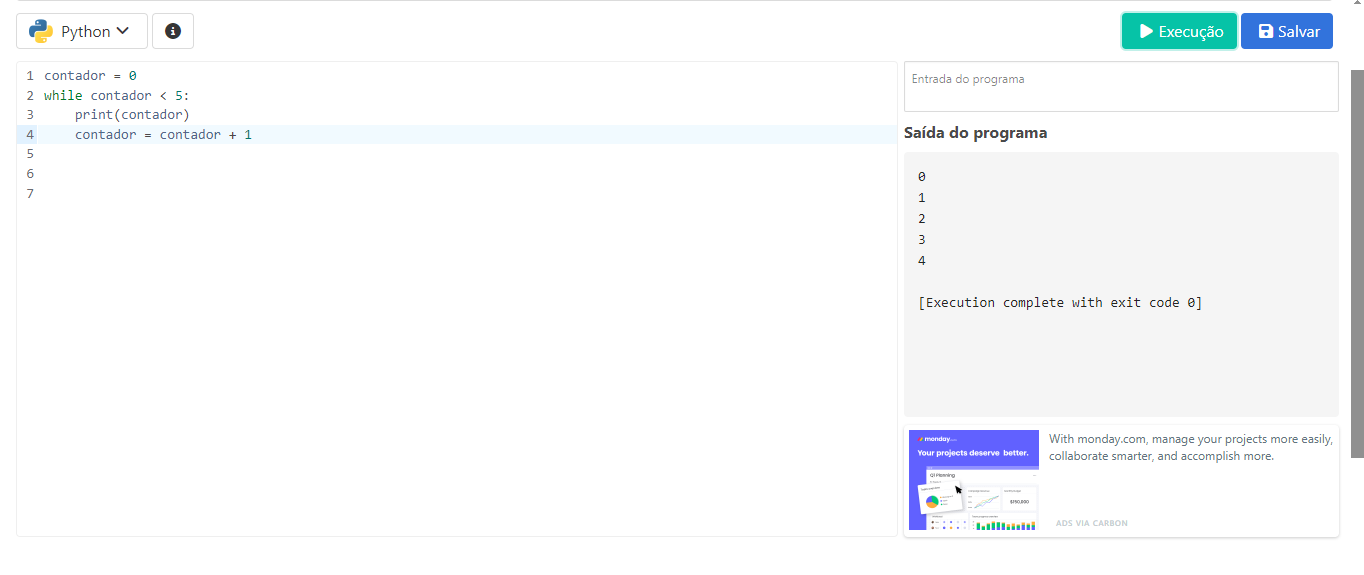 Python
Execução
Salvar
1 contador = 0
2 while contador < 5:
3     print(contador)
4     contador = contador + 1
5
6
7
Entrada do programa
Saída do programa
0
1
2
3
4
[Execution complete with exit code 0]
monday.com
Your projects deserve better.
Q1 Planning
$150,000
With monday.com, manage your projects more easily,
collaborate smarter, and accomplish more.
ADS VIA CARBON